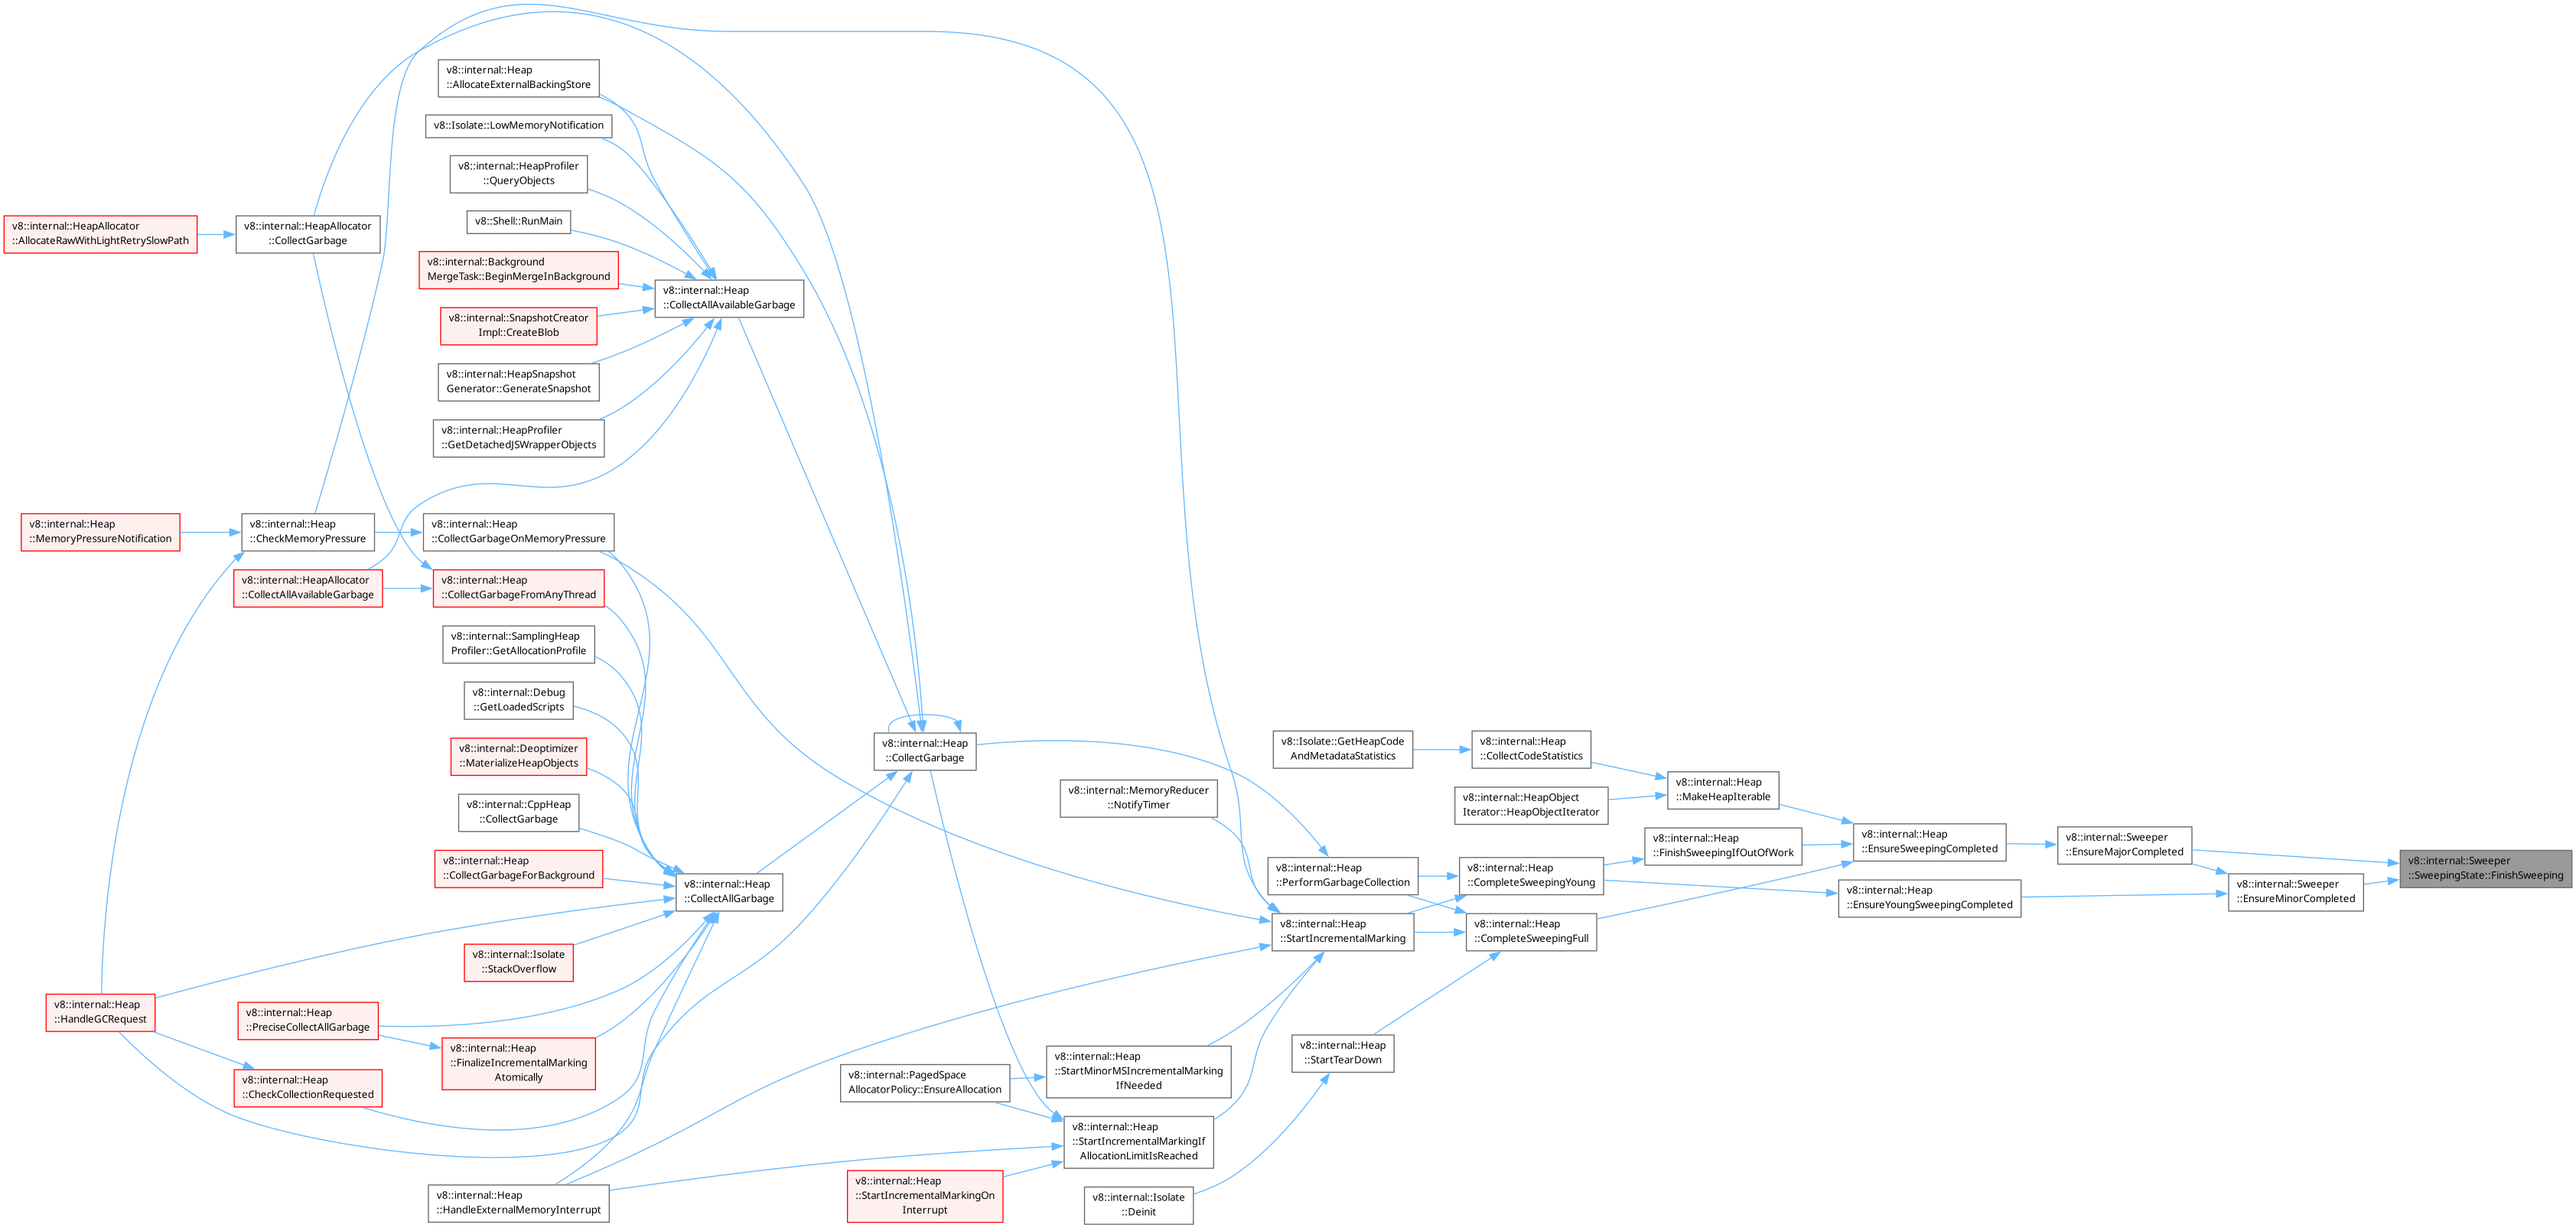 v8::internal::Heap
::AllocateExternalBackingStore
v8::Isolate::LowMemoryNotification
v8::internal::HeapProfiler
::QueryObjects
v8::Shell::RunMain
v8::internal::HeapAllocator
::AllocateRawWithLightRetrySlowPath
v8::internal::HeapAllocator
::CollectGarbage
v8::internal::Background
MergeTask::BeginMergeInBackground
v8::internal::Heap
::CollectAllAvailableGarbage
v8::internal::SnapshotCreator
Impl::CreateBlob
v8::internal::HeapSnapshot
Generator::GenerateSnapshot
v8::internal::HeapProfiler
::GetDetachedJSWrapperObjects
v8::internal::Heap
::MemoryPressureNotification
v8::internal::Heap
::CheckMemoryPressure
v8::internal::Heap
::CollectGarbageOnMemoryPressure
v8::internal::HeapAllocator
::CollectAllAvailableGarbage
v8::internal::Heap
::CollectGarbageFromAnyThread
v8::internal::SamplingHeap
Profiler::GetAllocationProfile
v8::internal::Debug
::GetLoadedScripts
v8::internal::Deoptimizer
::MaterializeHeapObjects
v8::internal::Heap
::CollectGarbage
v8::Isolate::GetHeapCode
AndMetadataStatistics
v8::internal::Heap
::CollectCodeStatistics
v8::internal::MemoryReducer
::NotifyTimer
v8::internal::HeapObject
Iterator::HeapObjectIterator
v8::internal::Heap
::MakeHeapIterable
v8::internal::CppHeap
::CollectGarbage
v8::internal::Heap
::FinishSweepingIfOutOfWork
v8::internal::Heap
::EnsureSweepingCompleted
v8::internal::Sweeper
::EnsureMajorCompleted
v8::internal::Sweeper
::SweepingState::FinishSweeping
v8::internal::Heap
::CollectGarbageForBackground
v8::internal::Heap
::CollectAllGarbage
v8::internal::Heap
::PerformGarbageCollection
v8::internal::Heap
::CompleteSweepingYoung
v8::internal::Heap
::EnsureYoungSweepingCompleted
v8::internal::Sweeper
::EnsureMinorCompleted
v8::internal::Heap
::StartIncrementalMarking
v8::internal::Heap
::CompleteSweepingFull
v8::internal::Isolate
::StackOverflow
v8::internal::Heap
::HandleGCRequest
v8::internal::Heap
::PreciseCollectAllGarbage
v8::internal::Heap
::FinalizeIncrementalMarking
Atomically
v8::internal::Heap
::CheckCollectionRequested
v8::internal::PagedSpace
AllocatorPolicy::EnsureAllocation
v8::internal::Heap
::StartMinorMSIncrementalMarking
IfNeeded
v8::internal::Heap
::StartTearDown
v8::internal::Heap
::StartIncrementalMarkingIf
AllocationLimitIsReached
v8::internal::Heap
::HandleExternalMemoryInterrupt
v8::internal::Heap
::StartIncrementalMarkingOn
Interrupt
v8::internal::Isolate
::Deinit